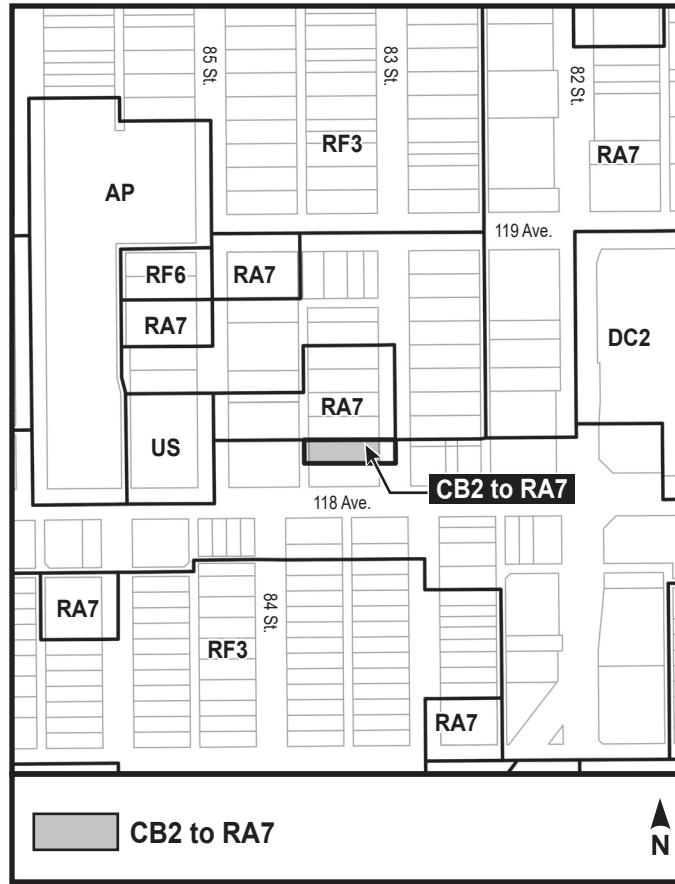 85 St.
83 St.
82 St.
RF3
RA7
AP
119 Ave.
RF6
RA7
RA7
DC2
RA7
US
CB2 to RA7
118 Ave.
RA7
84 St.
RF3
RA7
CB2 to RA7
N